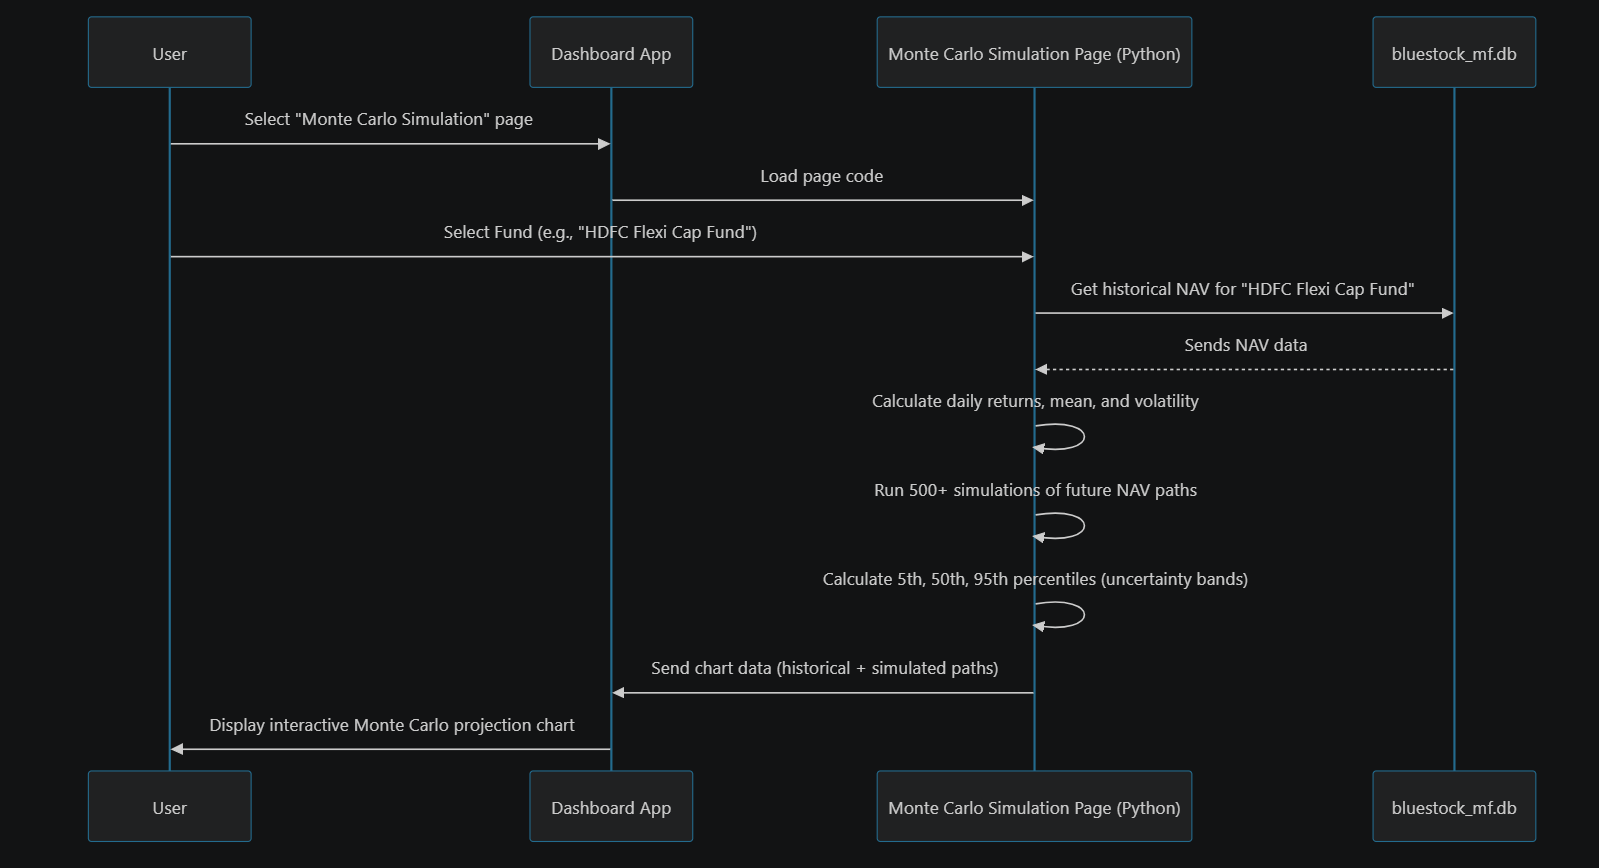 User
Dashboard App
Monte Carlo Simulation Page (Python)
bluestock_mf.db
Select "Monte Carlo Simulation" page
Load page code
Select Fund (e.g., "HDFC Flexi Cap Fund")
Get historical NAV for "HDFC Flexi Cap Fund"
Sends NAV data
Calculate daily returns, mean, and volatility
Run 500+ simulations of future NAV paths
Calculate 5th, 50th, 95th percentiles (uncertainty bands)
Send chart data (historical + simulated paths)
Display interactive Monte Carlo projection chart
User
Dashboard App
Monte Carlo Simulation Page (Python)
bluestock_mf.db